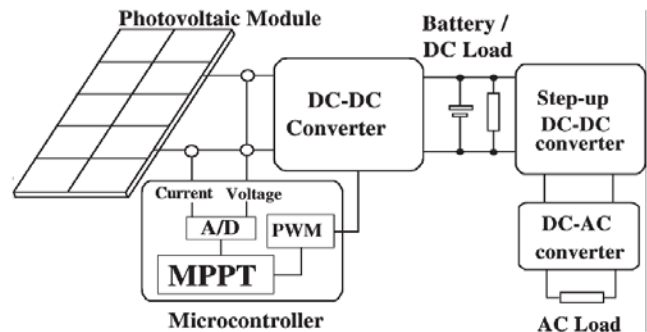 Photovoltaic Module
Battery /
DC Load
DC-DC
Converter
Step-up
DC-DC
converter
Current Voltage
A/D
PWM
MPPT
Microcontroller
DC-AC
converter
AC Load